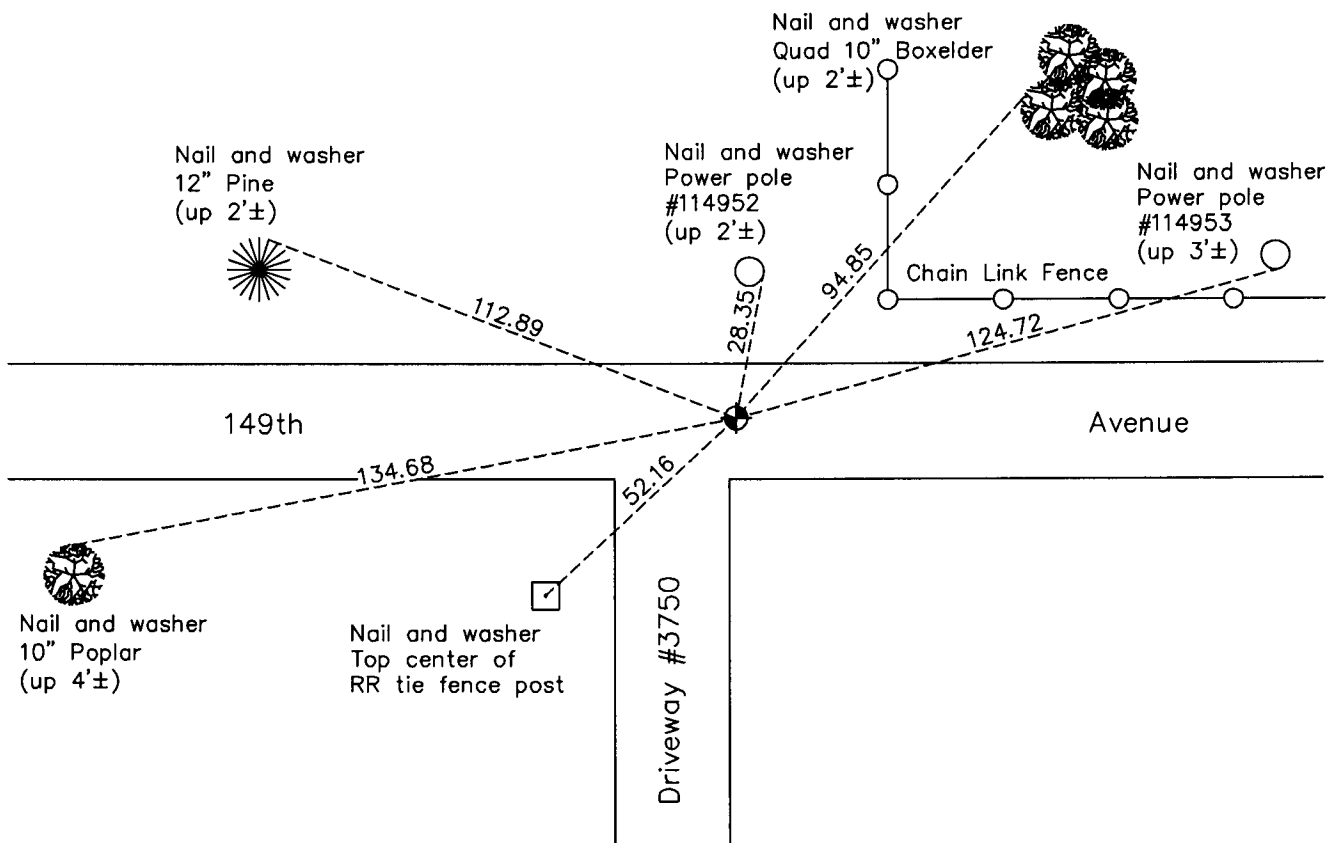 Nail and washer
Quad 10" Boxelder
(up 2'±)
Nail and washer
12" Pine
(up 2'±)
Nail and washer
Power pole
#114952
(up 2'±)
Nail and washer
Power pole
#114953
(up 3'±)
Chain Link Fence
94.85
28.35
112.89
124.72
149th
Avenue
134.68
52.16
Nail and washer
10" Poplar
(up 4'±)
Nail and washer
Top center of
RR tie fence post
Driveway #3750